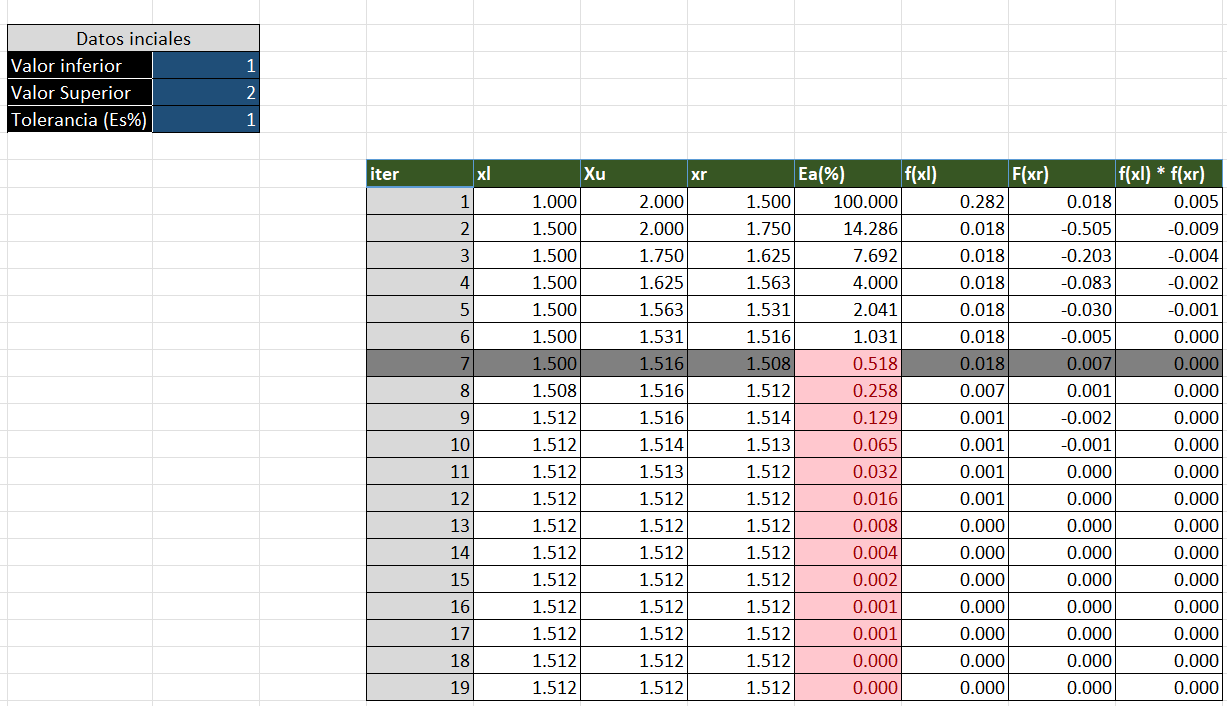 Datos inciales
Valor inferior 1
Valor Superior 2
Tolerancia (Es%) 1
iter xl Xu xr Ea(%) f(xl) F(xr) f(xl) * f(xr)
1 1.000 2.000 1.500 100.000 0.282 0.018 0.005
2 1.500 2.000 1.750 14.286 0.018 -0.505 -0.009
3 1.500 1.750 1.625 7.692 0.018 -0.203 -0.004
4 1.500 1.625 1.563 4.000 0.018 -0.083 -0.002
5 1.500 1.563 1.531 2.041 0.018 -0.030 -0.001
6 1.500 1.531 1.516 1.031 0.018 -0.005 0.000
7 1.500 1.516 1.508 0.518 0.018 0.007 0.000
8 1.508 1.516 1.512 0.258 0.007 0.001 0.000
9 1.512 1.516 1.514 0.129 0.001 -0.002 0.000
10 1.512 1.514 1.513 0.065 0.001 -0.001 0.000
11 1.512 1.513 1.512 0.032 0.001 0.000 0.000
12 1.512 1.512 1.512 0.016 0.001 0.000 0.000
13 1.512 1.512 1.512 0.008 0.000 0.000 0.000
14 1.512 1.512 1.512 0.004 0.000 0.000 0.000
15 1.512 1.512 1.512 0.002 0.000 0.000 0.000
16 1.512 1.512 1.512 0.001 0.000 0.000 0.000
17 1.512 1.512 1.512 0.001 0.000 0.000 0.000
18 1.512 1.512 1.512 0.000 0.000 0.000 0.000
19 1.512 1.512 1.512 0.000 0.000 0.000 0.000